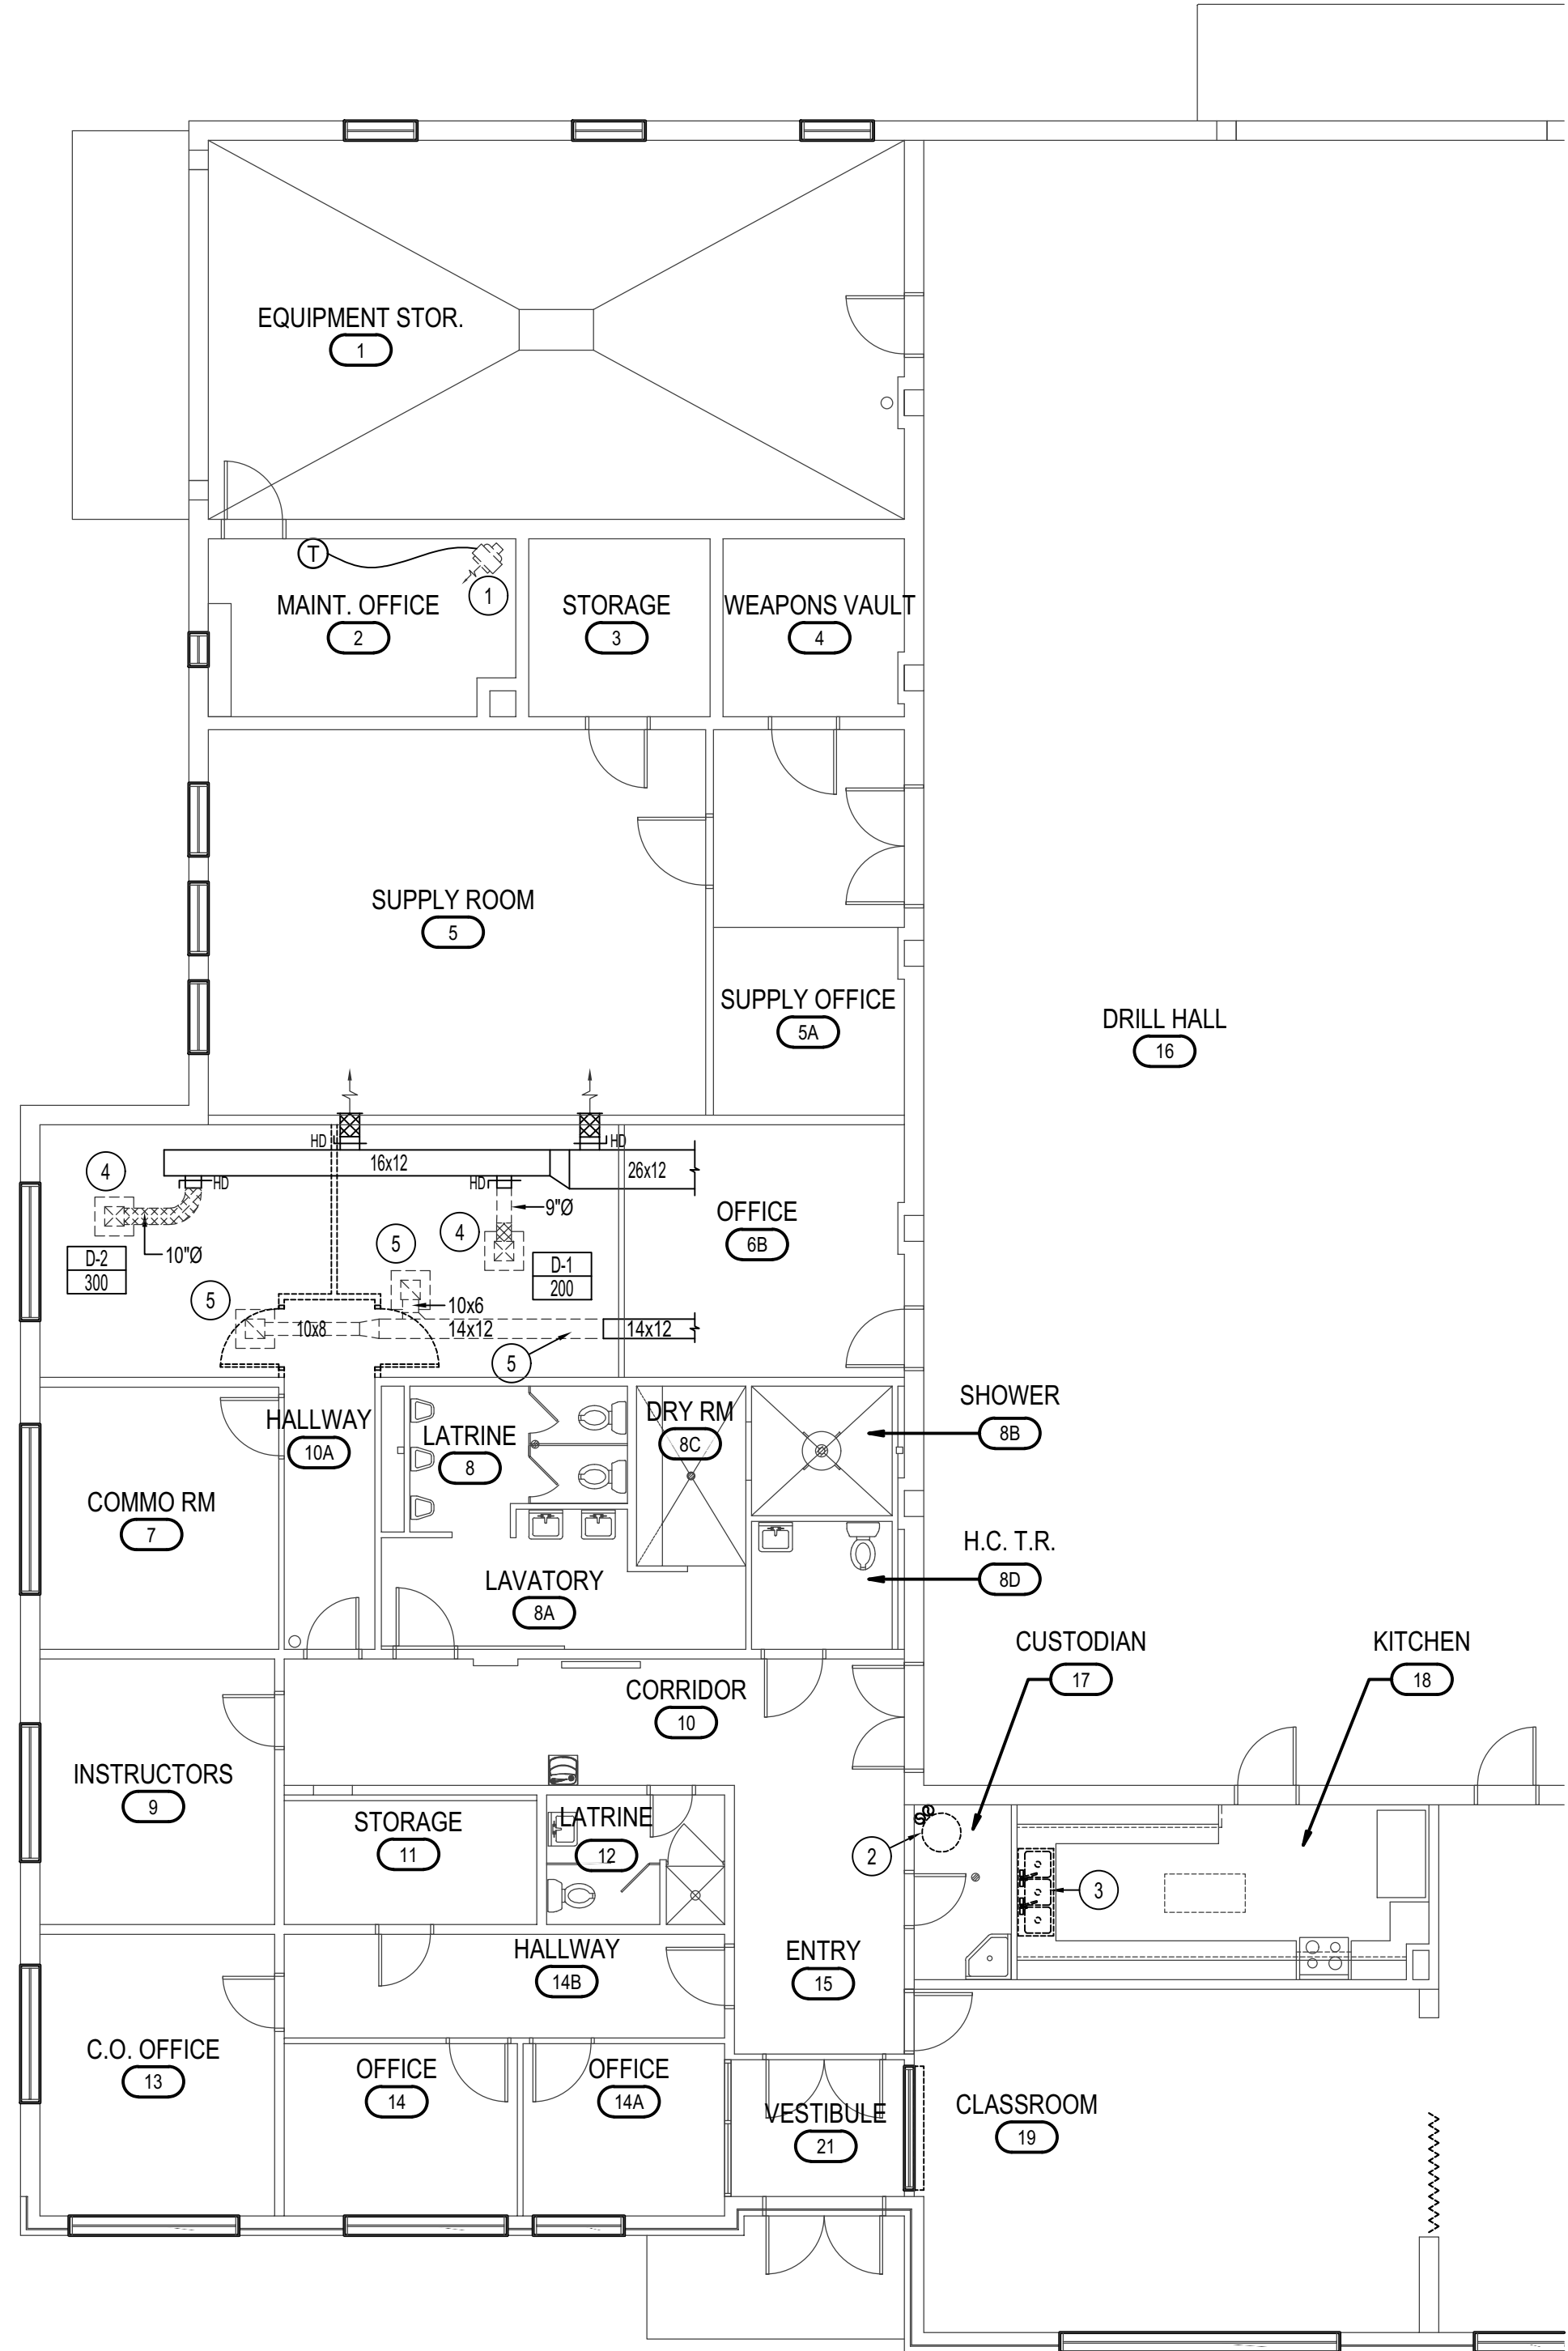 EQUIPMENT STOR.
1
T
1
MAINT. OFFICE
2
STORAGE
3
WEAPONS VAULT
4
SUPPLY ROOM
5
SUPPLY OFFICE
5A
DRILL HALL
16
HD
HD
16x12
26x12
4
HD
HD
9"Ø
10"Ø
4
5
OFFICE
6B
D-2
300
D-1
200
5
10x6
10x8
14x12
14x12
5
HALLWAY
10A
LATRINE
8
DRY RM
8C
SHOWER
8B
COMMO RM
7
H.C. T.R.
8D
LAVATORY
8A
CUSTODIAN
17
KITCHEN
18
CORRIDOR
10
INSTRUCTORS
9
STORAGE
11
LATRINE
12
2
3
HALLWAY
14B
ENTRY
15
C.O. OFFICE
13
OFFICE
14
OFFICE
14A
VESTIBULE
21
CLASSROOM
19